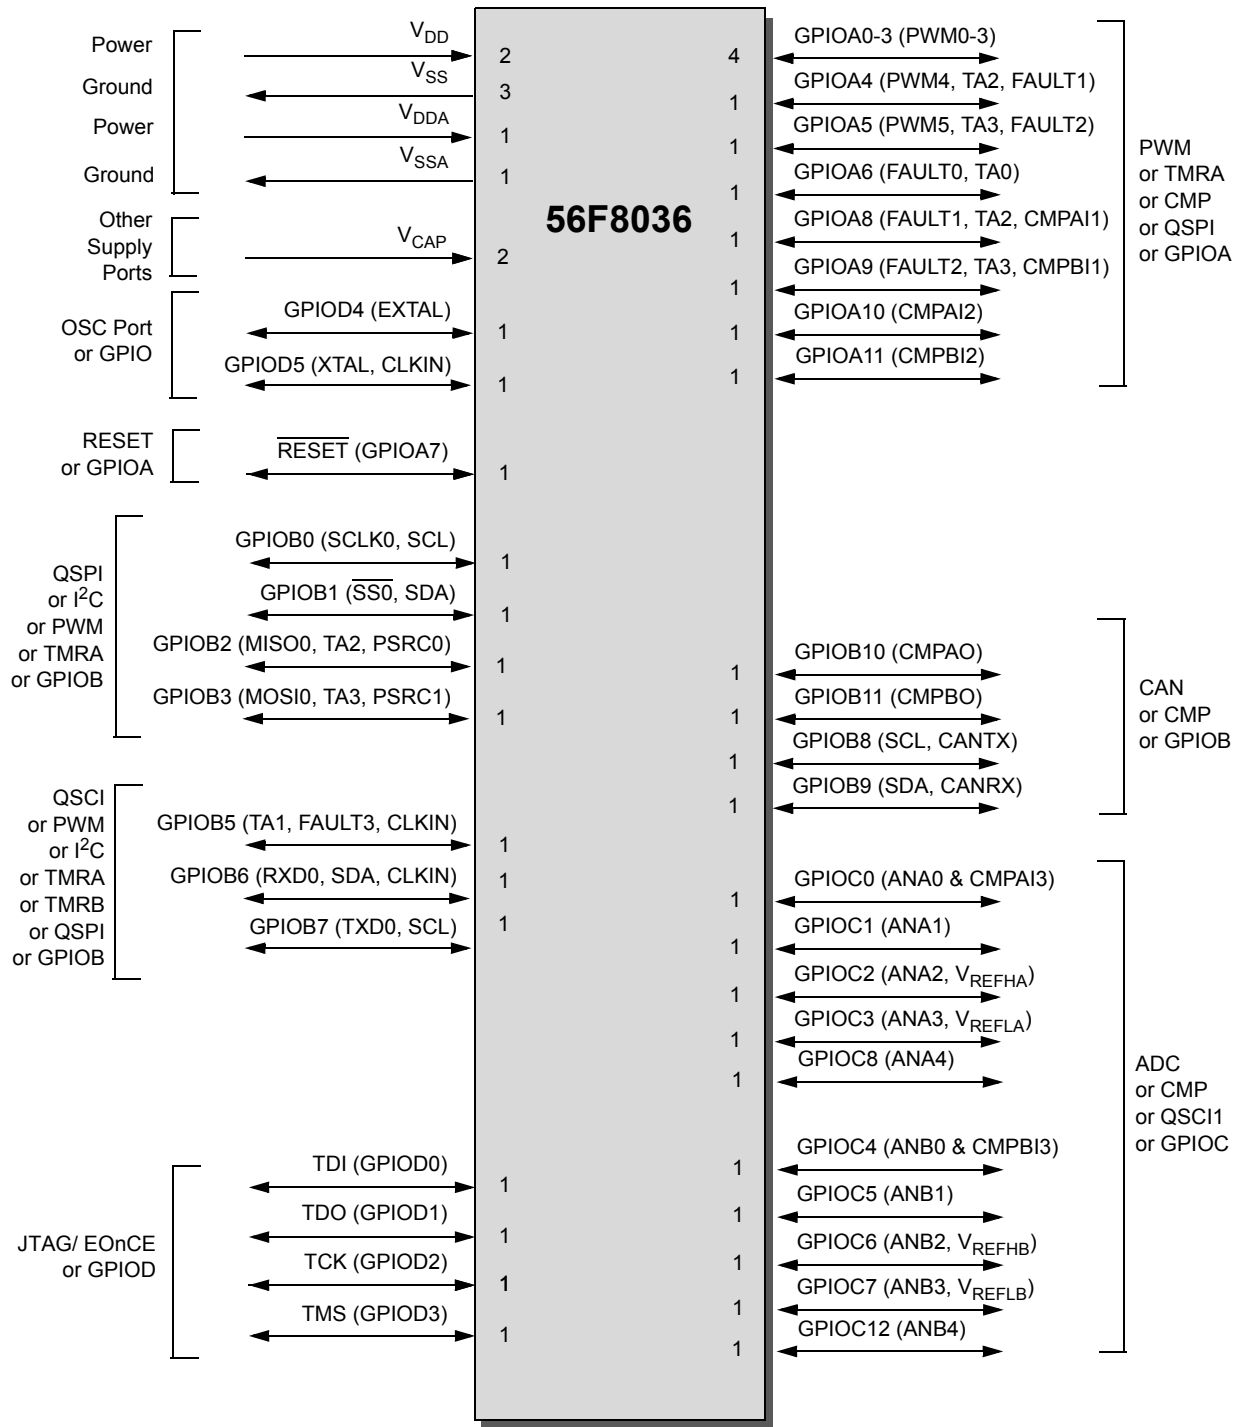 56F8036
Power
V_DD
2
Ground
V_SS
3
Power
V_DDA
1
Ground
V_SSA
1
Other
Supply
Ports
V_CAP
2
OSC Port
or GPIO
GPIOD4 (EXTAL)
1
GPIOD5 (XTAL, CLKIN)
1
RESET
or GPIOA
RESET (GPIOA7)
1
QSPI
or I²C
or PWM
or TMRA
or GPIOB
GPIOB0 (SCLK0, SCL)
1
GPIOB1 (SS0, SDA)
1
GPIOB2 (MISO0, TA2, PSRC0)
1
GPIOB3 (MOSI0, TA3, PSRC1)
1
QSCI
or PWM
or I²C
or TMRA
or TMRB
or QSPI
or GPIOB
GPIOB5 (TA1, FAULT3, CLKIN)
1
GPIOB6 (RXD0, SDA, CLKIN)
1
GPIOB7 (TXD0, SCL)
1
JTAG/ EOnCE
or GPIOD
TDI (GPIOD0)
1
TDO (GPIOD1)
1
TCK (GPIOD2)
1
TMS (GPIOD3)
1
4
GPIOA0-3 (PWM0-3)
1
GPIOA4 (PWM4, TA2, FAULT1)
1
GPIOA5 (PWM5, TA3, FAULT2)
1
GPIOA6 (FAULT0, TA0)
1
GPIOA8 (FAULT1, TA2, CMPAI1)
1
GPIOA9 (FAULT2, TA3, CMPBI1)
1
GPIOA10 (CMPAI2)
1
GPIOA11 (CMPBI2)
PWM
or TMRA
or CMP
or QSPI
or GPIOA
1
GPIOB10 (CMPAO)
1
GPIOB11 (CMPBO)
1
GPIOB8 (SCL, CANTX)
1
GPIOB9 (SDA, CANRX)
CAN
or CMP
or GPIOB
1
GPIOC0 (ANA0 & CMPAI3)
1
GPIOC1 (ANA1)
1
GPIOC2 (ANA2, V_REFHA)
1
GPIOC3 (ANA3, V_REFLA)
1
GPIOC8 (ANA4)
1
GPIOC4 (ANB0 & CMPBI3)
1
GPIOC5 (ANB1)
1
GPIOC6 (ANB2, V_REFHB)
1
GPIOC7 (ANB3, V_REFLB)
1
GPIOC12 (ANB4)
ADC
or CMP
or QSCI1
or GPIOC